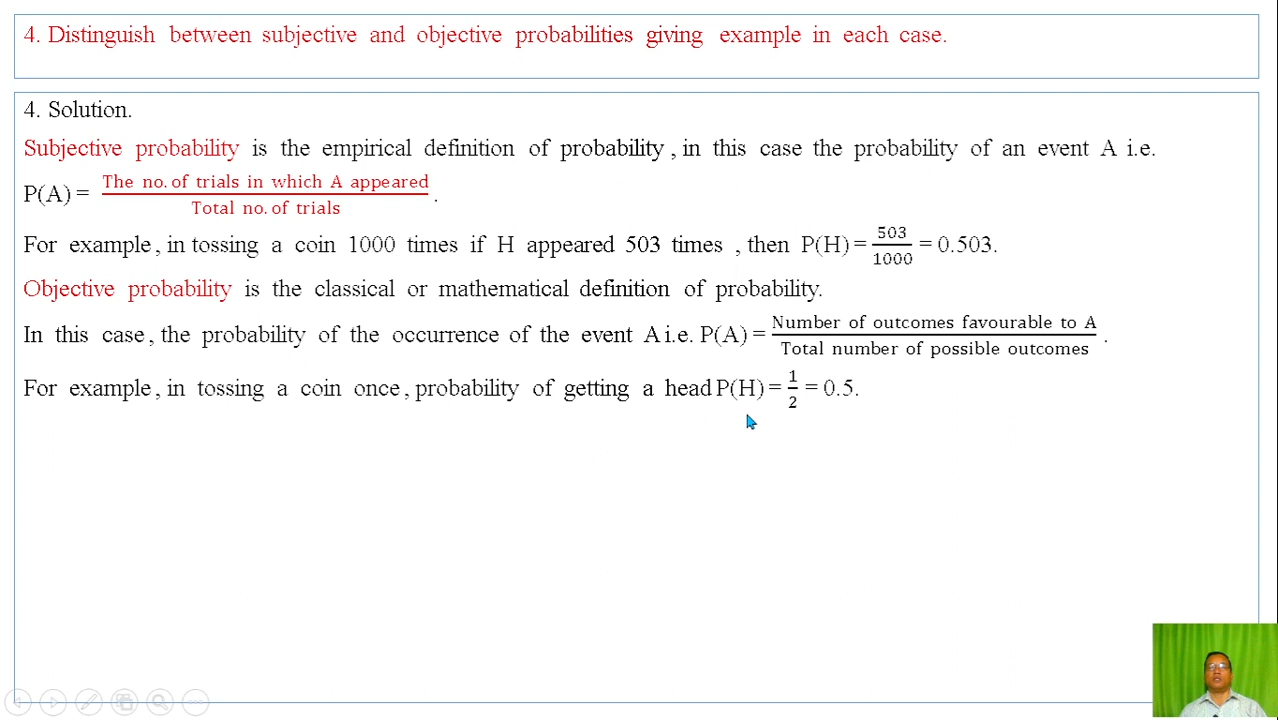 4. Distinguish between subjective and objective probabilities giving example in each case.
4. Solution.
Subjective probability is the empirical definition of probability , in this case the probability of an event A i.e.
P(A) = The no. of trials in which A appeared / Total no. of trials .
For example , in tossing a coin 1000 times if H appeared 503 times , then P(H) = 503/1000 = 0.503.
Objective probability is the classical or mathematical definition of probability.
In this case , the probability of the occurrence of the event A i.e. P(A) = Number of outcomes favourable to A / Total number of possible outcomes .
For example , in tossing a coin once , probability of getting a head P(H) = 1/2 = 0.5.